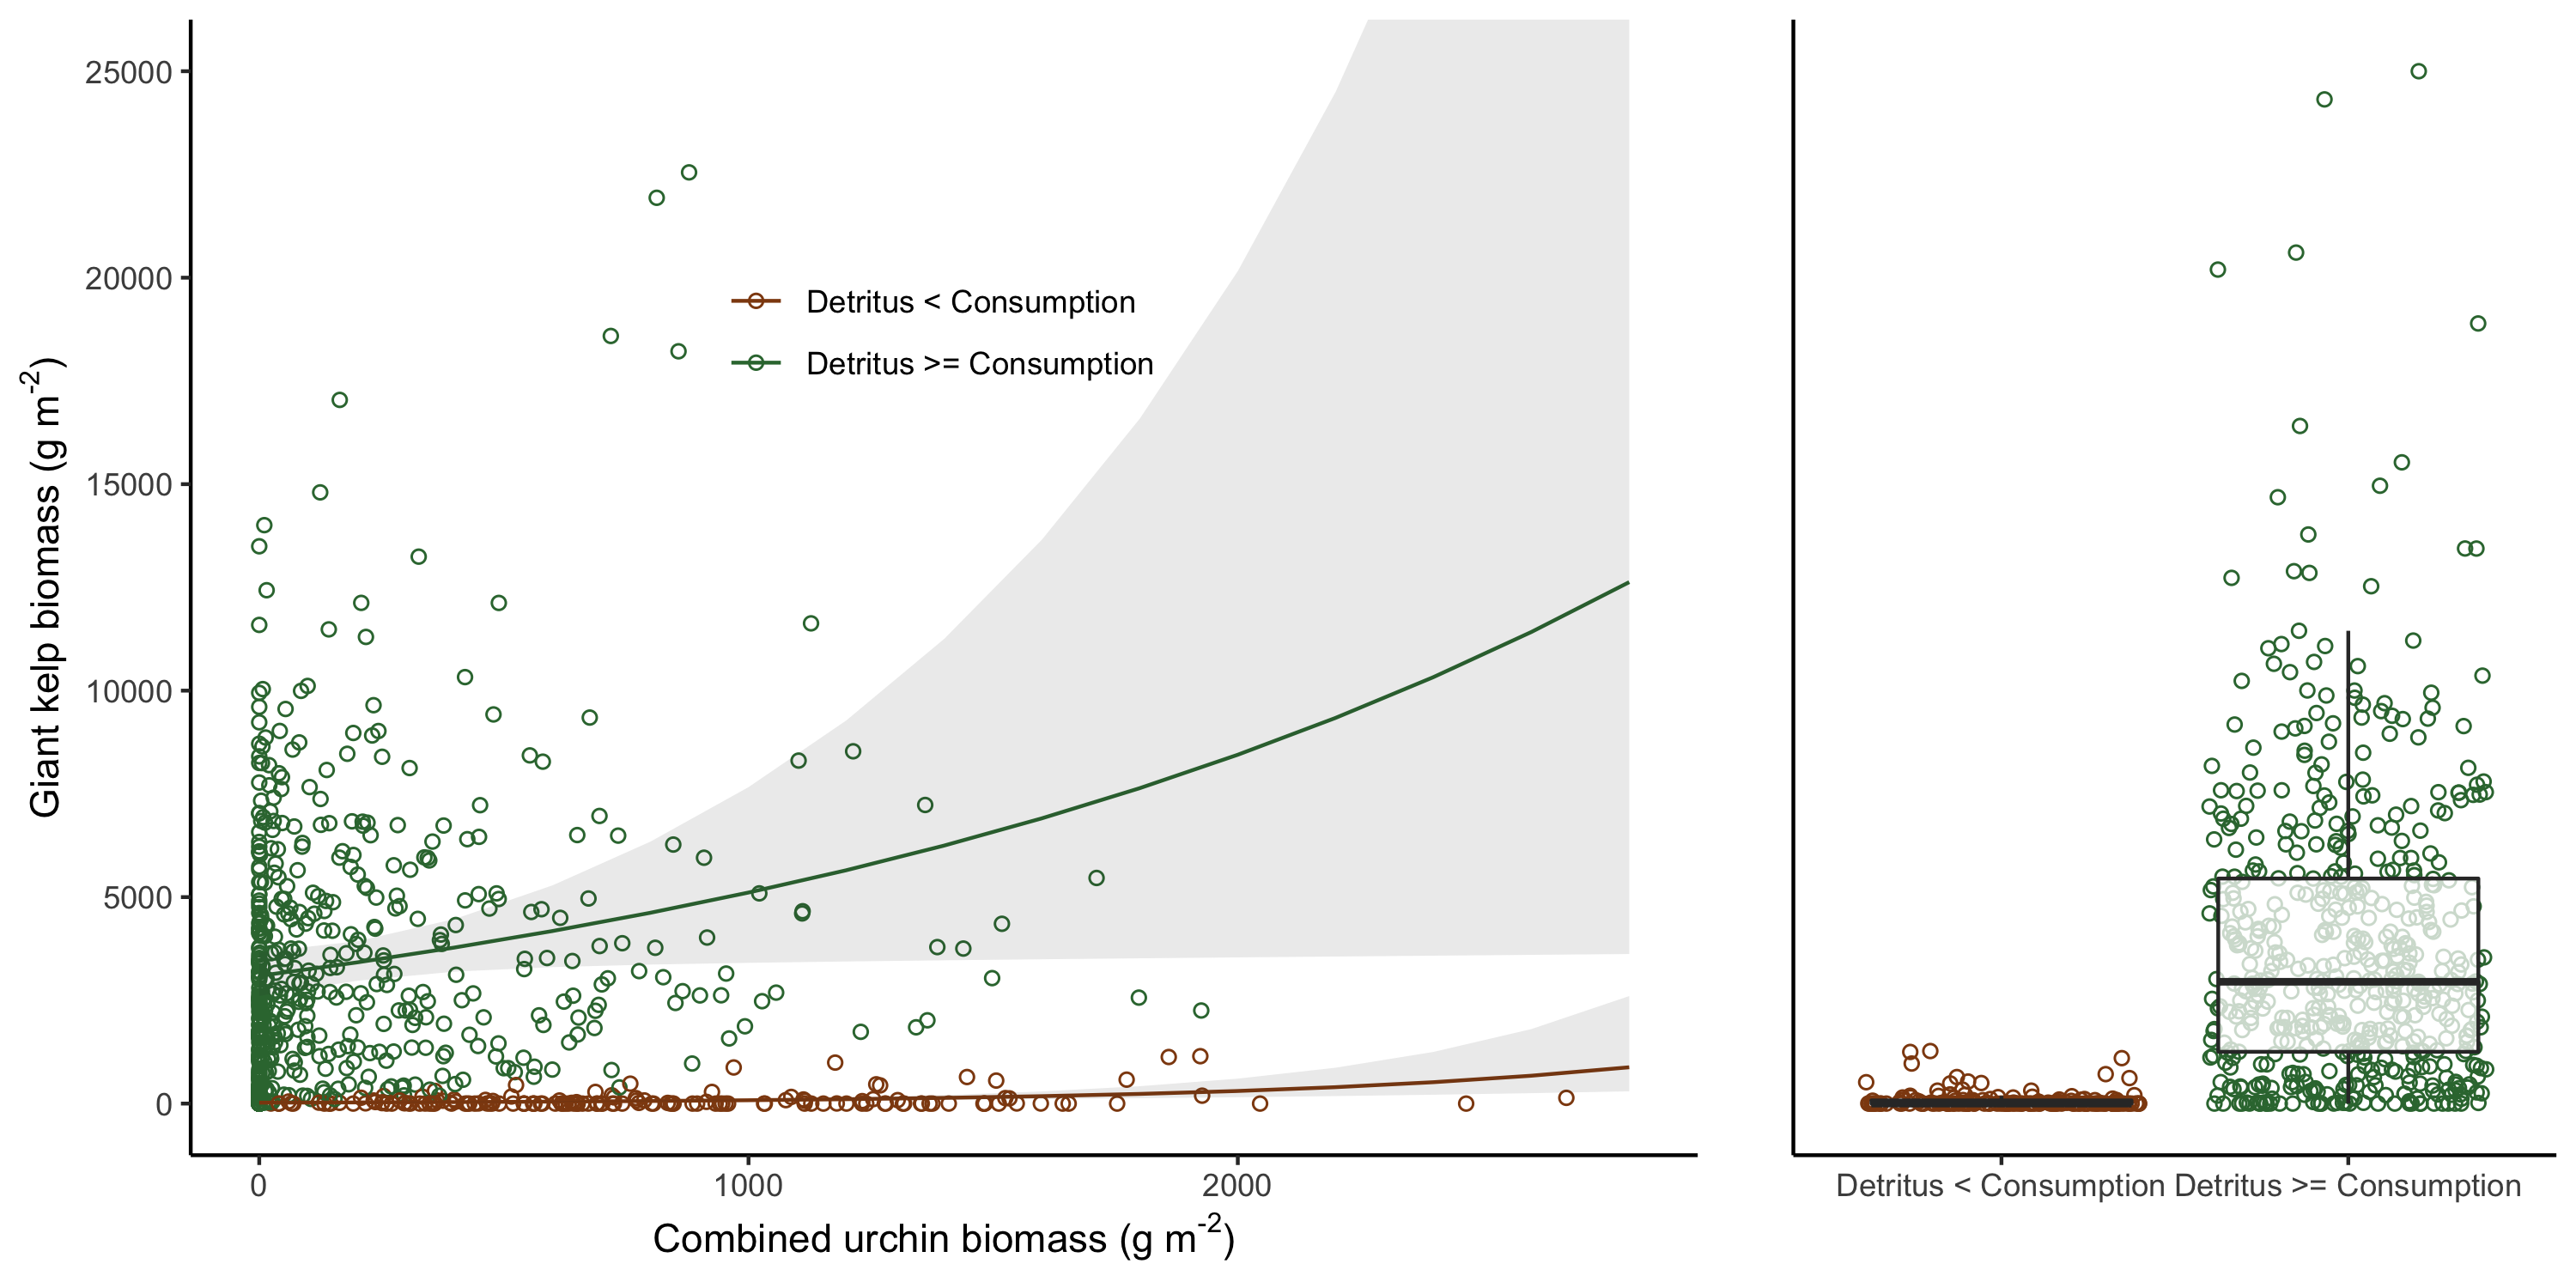 25000
20000
15000
10000
5000
0
Giant kelp biomass (g m⁻²)
Detritus < Consumption
Detritus >= Consumption
0 1000 2000
Combined urchin biomass (g m⁻²)
Detritus < Consumption Detritus >= Consumption